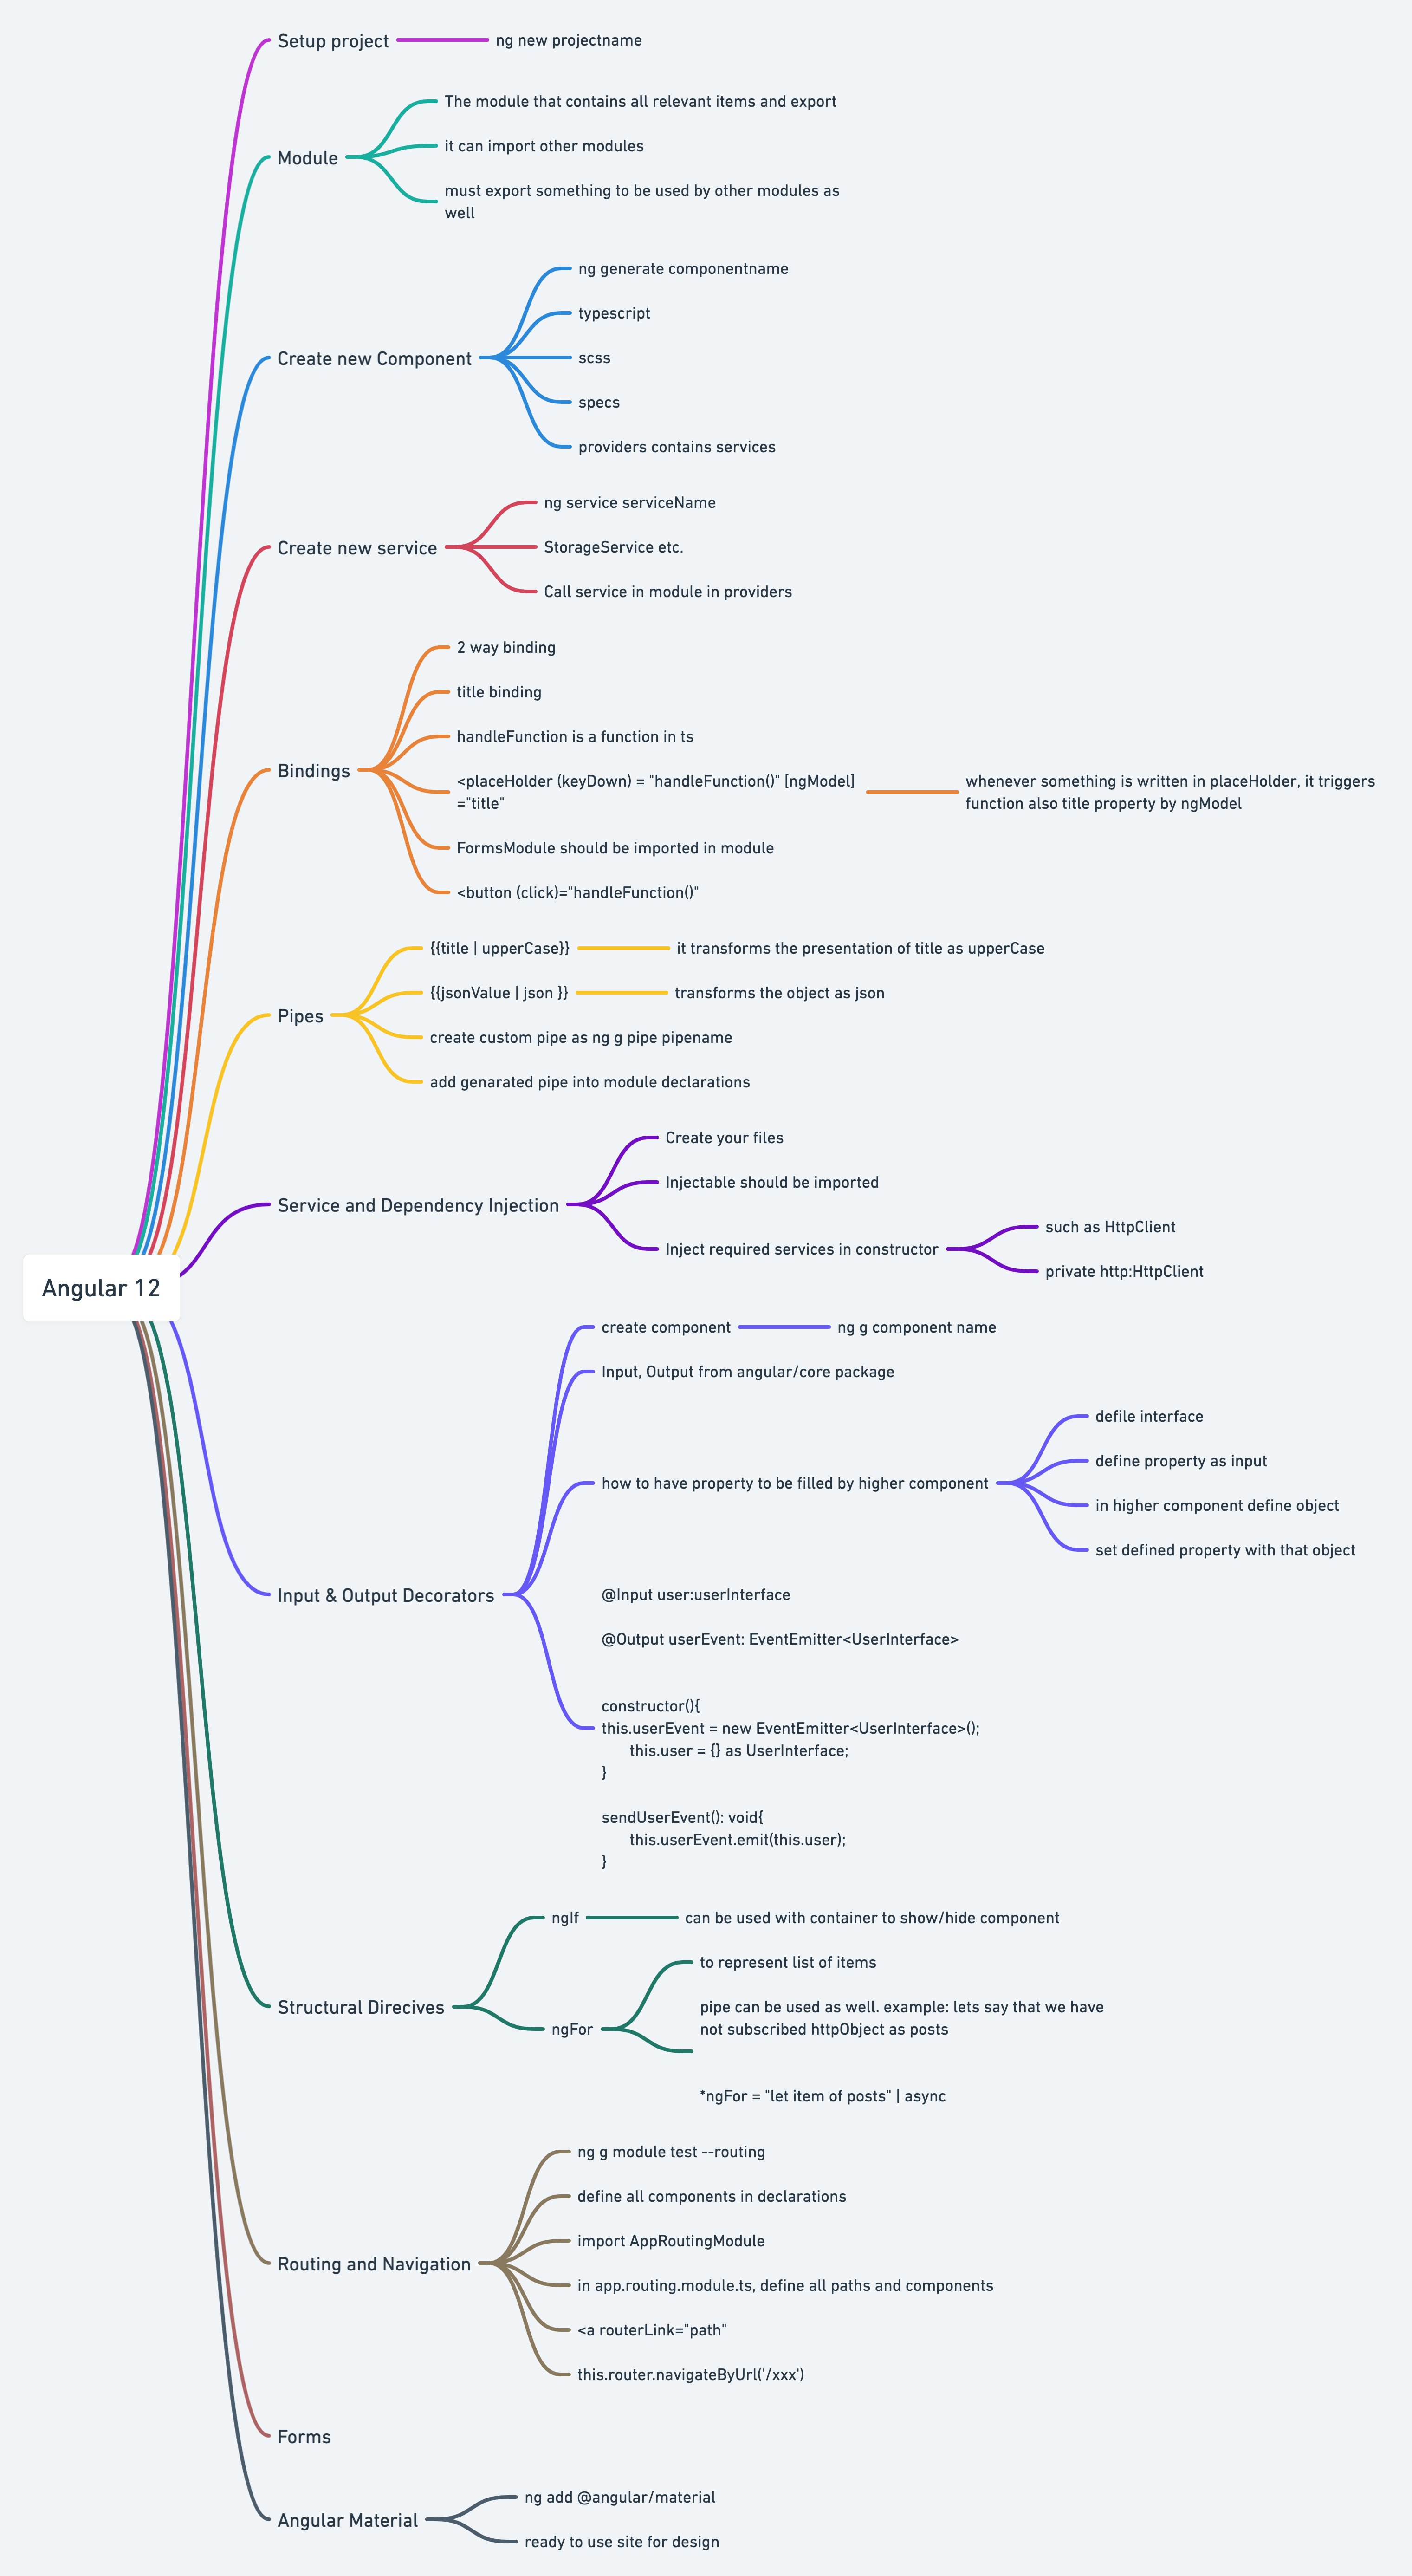 Setup project
ng new projectname
Module
The module that contains all relevant items and export
it can import other modules
must export something to be used by other modules as
well
Create new Component
ng generate componentname
typescript
scss
specs
providers contains services
Create new service
ng service serviceName
StorageService etc.
Call service in module in providers
Bindings
2 way binding
title binding
handleFunction is a function in ts
<placeHolder (keyDown) = "handleFunction()" [ngModel]
="title"
whenever something is written in placeHolder, it triggers
function also title property by ngModel
FormsModule should be imported in module
<button (click)="handleFunction()"
Pipes
{{title | upperCase}}
it transforms the presentation of title as upperCase
{{jsonValue | json }}
transforms the object as json
create custom pipe as ng g pipe pipename
add genarated pipe into module declarations
Service and Dependency Injection
Create your files
Injectable should be imported
Inject required services in constructor
such as HttpClient
private http:HttpClient
Angular 12
Input & Output Decorators
create component
ng g component name
Input, Output from angular/core package
how to have property to be filled by higher component
defile interface
define property as input
in higher component define object
set defined property with that object
@Input user:userInterface
@Output userEvent: EventEmitter<UserInterface>
constructor(){
this.userEvent = new EventEmitter<UserInterface>();
this.user = {} as UserInterface;
}
sendUserEvent(): void{
this.userEvent.emit(this.user);
}
Structural Direcives
ngIf
can be used with container to show/hide component
ngFor
to represent list of items
pipe can be used as well. example: lets say that we have
not subscribed httpObject as posts
*ngFor = "let item of posts" | async
Routing and Navigation
ng g module test --routing
define all components in declarations
import AppRoutingModule
in app.routing.module.ts, define all paths and components
<a routerLink="path"
this.router.navigateByUrl('/xxx')
Forms
Angular Material
ng add @angular/material
ready to use site for design